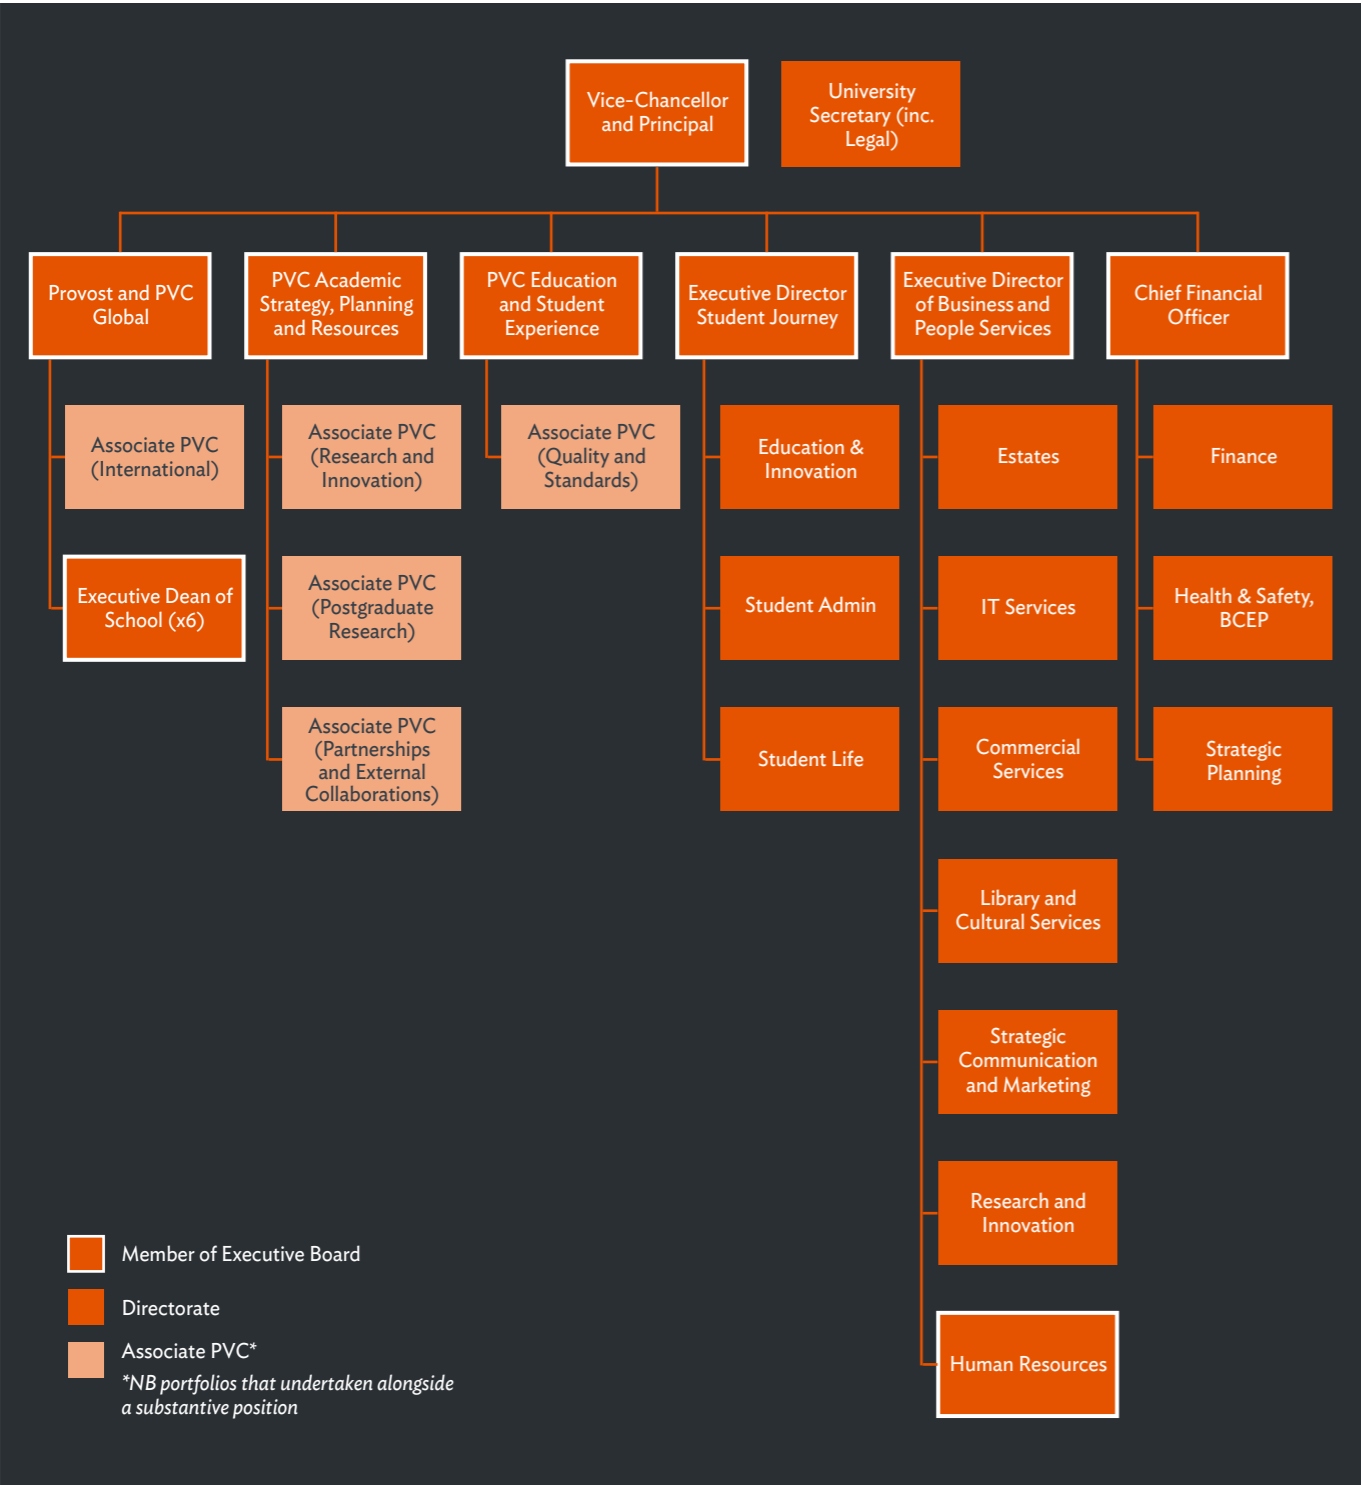 Vice-Chancellor
and Principal
University
Secretary (inc.
Legal)
Provost and PVC
Global
PVC Academic
Strategy, Planning
and Resources
PVC Education
and Student
Experience
Executive Director
Student Journey
Executive Director
of Business and
People Services
Chief Financial
Officer
Associate PVC
(International)
Associate PVC
(Research and
Innovation)
Associate PVC
(Quality and
Standards)
Education &
Innovation
Estates
Finance
Executive Dean of
School (x6)
Associate PVC
(Postgraduate
Research)
Student Admin
IT Services
Health & Safety,
BCEP
Associate PVC
(Partnerships
and External
Collaborations)
Student Life
Commercial
Services
Strategic
Planning
Library and
Cultural Services
Strategic
Communication
and Marketing
Research and
Innovation
Human Resources
Member of Executive Board
Directorate
Associate PVC*
*NB portfolios that undertaken alongside
a substantive position